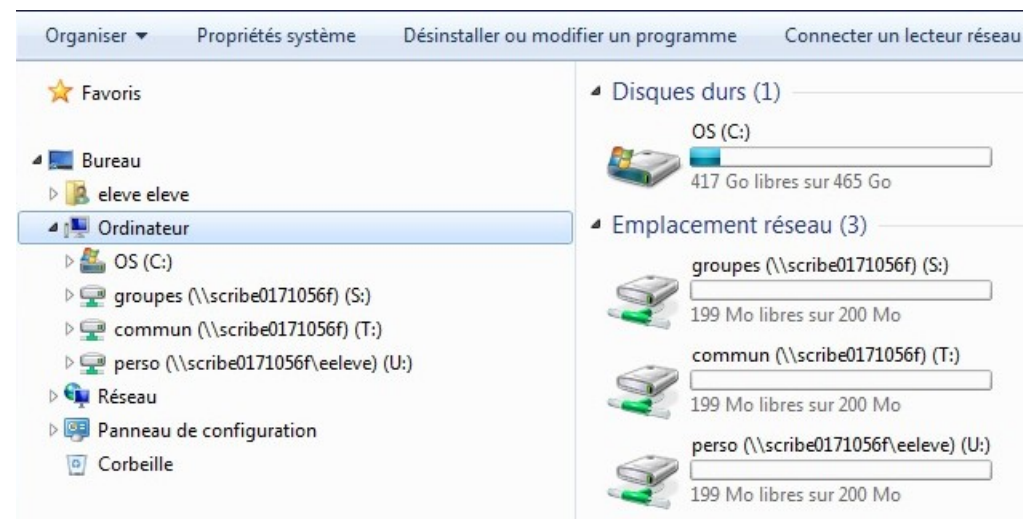 Organiser Propriétés système Désinstaller ou modifier un programme Connecter un lecteur réseau
Favoris
Bureau
eleve eleve
Ordinateur
OS (C:)
groupes (\\scribe0171056f) (S:)
commun (\\scribe0171056f) (T:)
perso (\\scribe0171056f\eeleve) (U:)
Réseau
Panneau de configuration
Corbeille
Disques durs (1)
OS (C:)
417 Go libres sur 465 Go
Emplacement réseau (3)
groupes (\\scribe0171056f) (S:)
199 Mo libres sur 200 Mo
commun (\\scribe0171056f) (T:)
199 Mo libres sur 200 Mo
perso (\\scribe0171056f\eeleve) (U:)
199 Mo libres sur 200 Mo